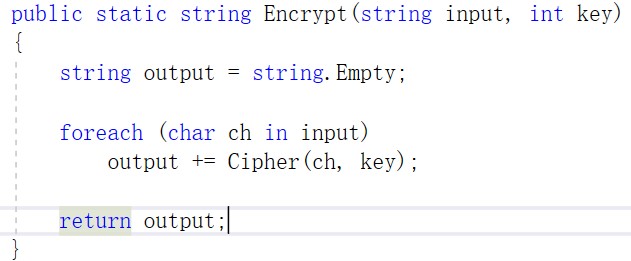 public static string Encrypt(string input, int key)
{
    string output = string.Empty;
    foreach (char ch in input)
        output += Cipher(ch, key);
    return output;
}